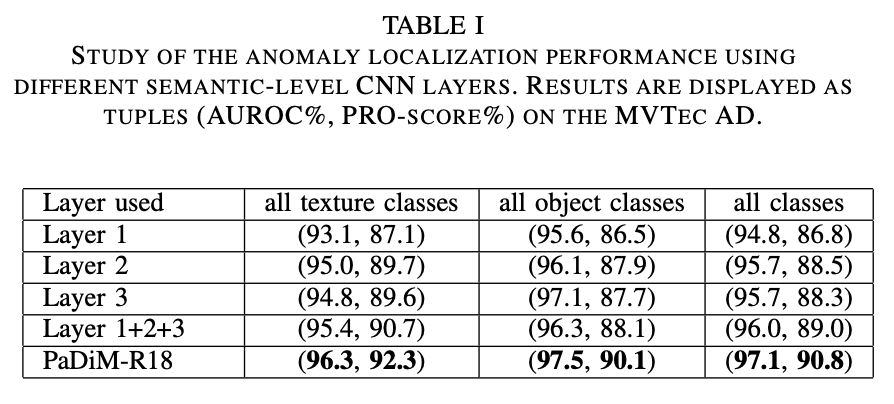 TABLE I
STUDY OF THE ANOMALY LOCALIZATION PERFORMANCE USING
DIFFERENT SEMANTIC-LEVEL CNN LAYERS. RESULTS ARE DISPLAYED AS
TUPLES (AUROC%, PRO-SCORE%) ON THE MVTEC AD.
Layer used all texture classes all object classes all classes
Layer 1 (93.1, 87.1) (95.6, 86.5) (94.8, 86.8)
Layer 2 (95.0, 89.7) (96.1, 87.9) (95.7, 88.5)
Layer 3 (94.8, 89.6) (97.1, 87.7) (95.7, 88.3)
Layer 1+2+3 (95.4, 90.7) (96.3, 88.1) (96.0, 89.0)
PaDiM-R18 (96.3, 92.3) (97.5, 90.1) (97.1, 90.8)